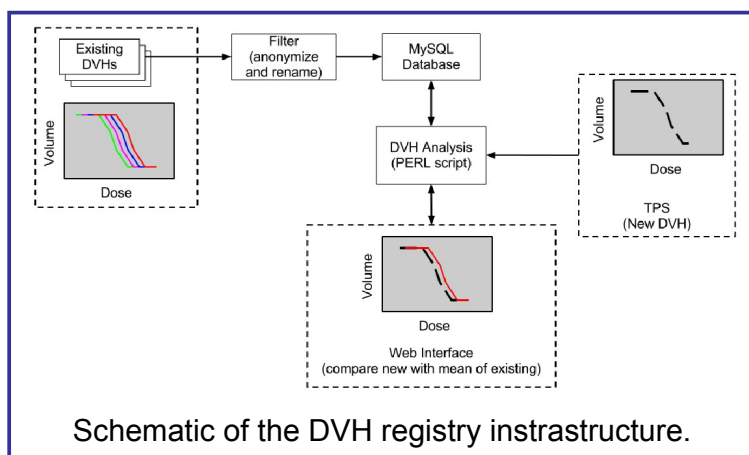 Existing
DVHs
Volume
Dose
Filter
(anonymize
and rename)
MySQL
Database
DVH Analysis
(PERL script)
Volume
Dose
TPS
(New DVH)
Volume
Dose
Web Interface
(compare new with mean of existing)
Schematic of the DVH registry instrastructure.